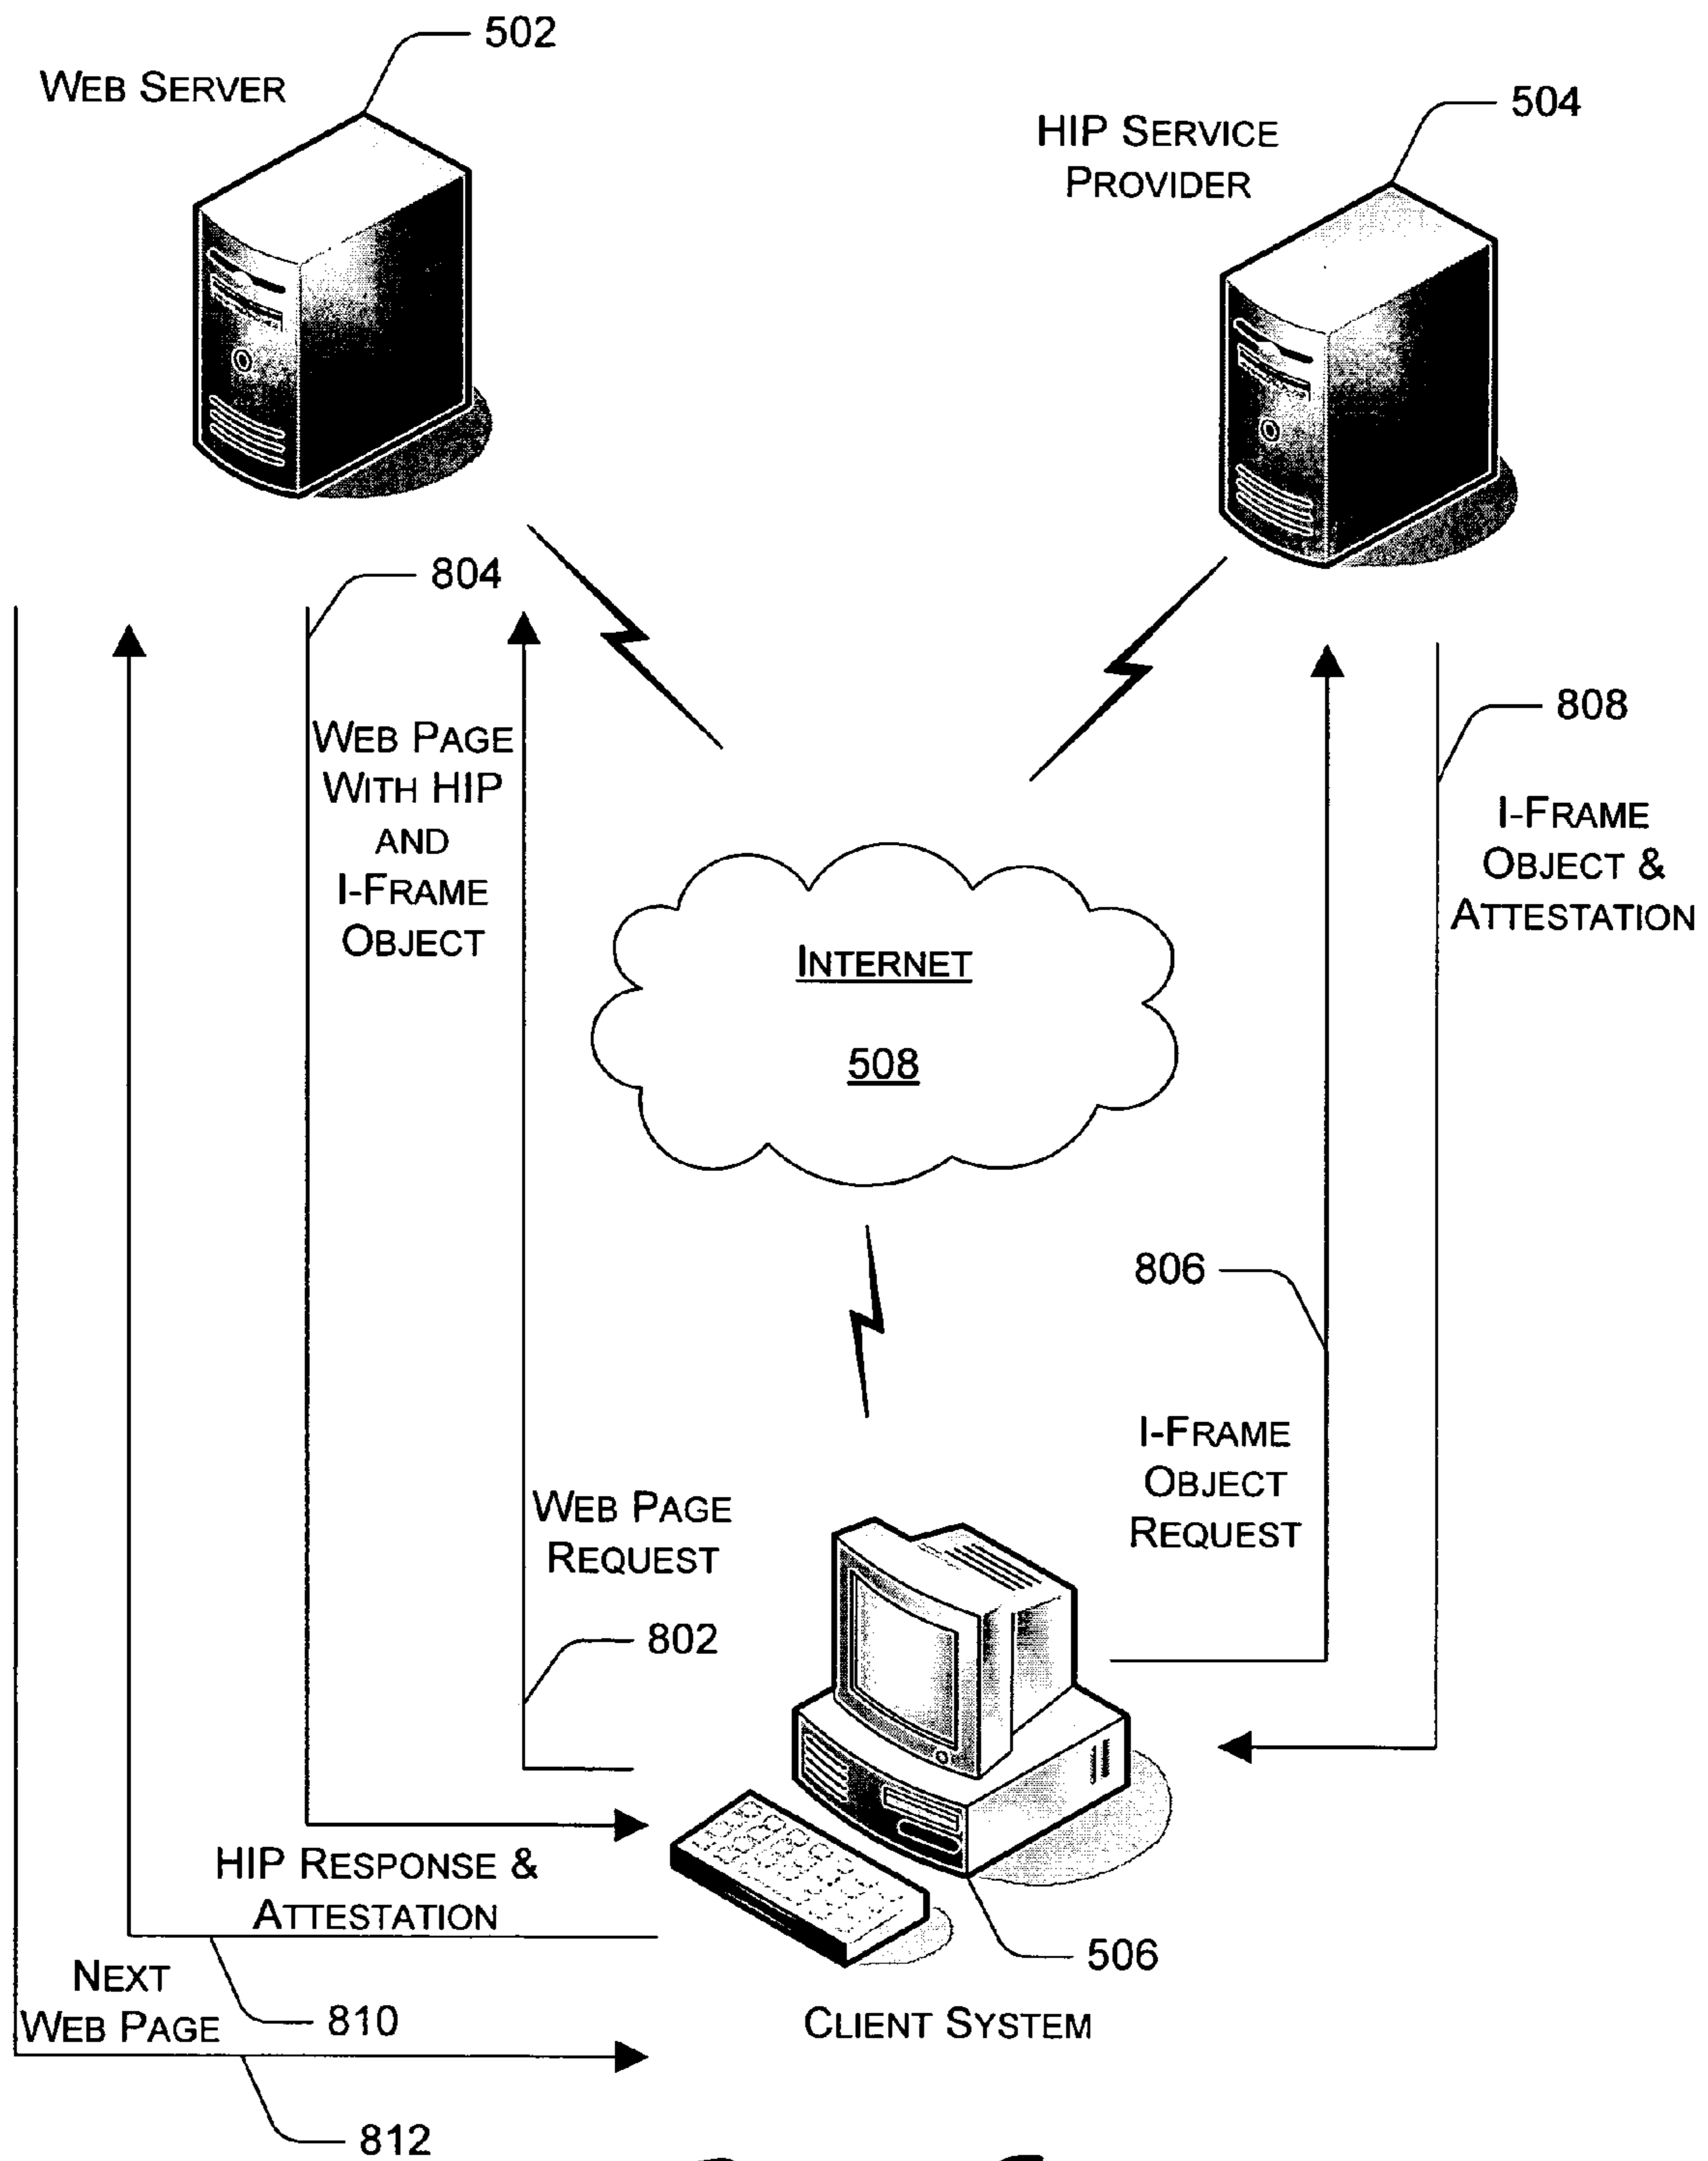 502
WEB SERVER
504
HIP SERVICE
PROVIDER
804
808
WEB PAGE
WITH HIP
AND
I-FRAME
OBJECT
I-FRAME
OBJECT &
ATTESTATION
INTERNET
508
806
I-FRAME
OBJECT
REQUEST
WEB PAGE
REQUEST
802
HIP RESPONSE &
ATTESTATION
506
NEXT
WEB PAGE
810
CLIENT SYSTEM
812